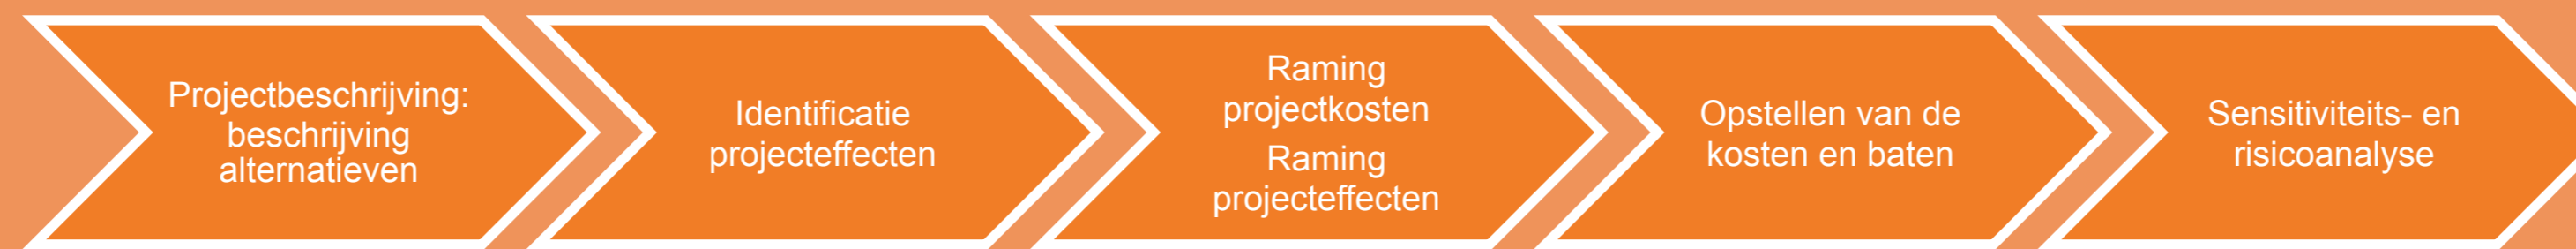 Projectbeschrijving:
beschrijving
alternatieven
Identificatie
projecteffecten
Raming
projectkosten
Raming
projecteffecten
Opstellen van de
kosten en baten
Sensitiviteits- en
risicoanalyse